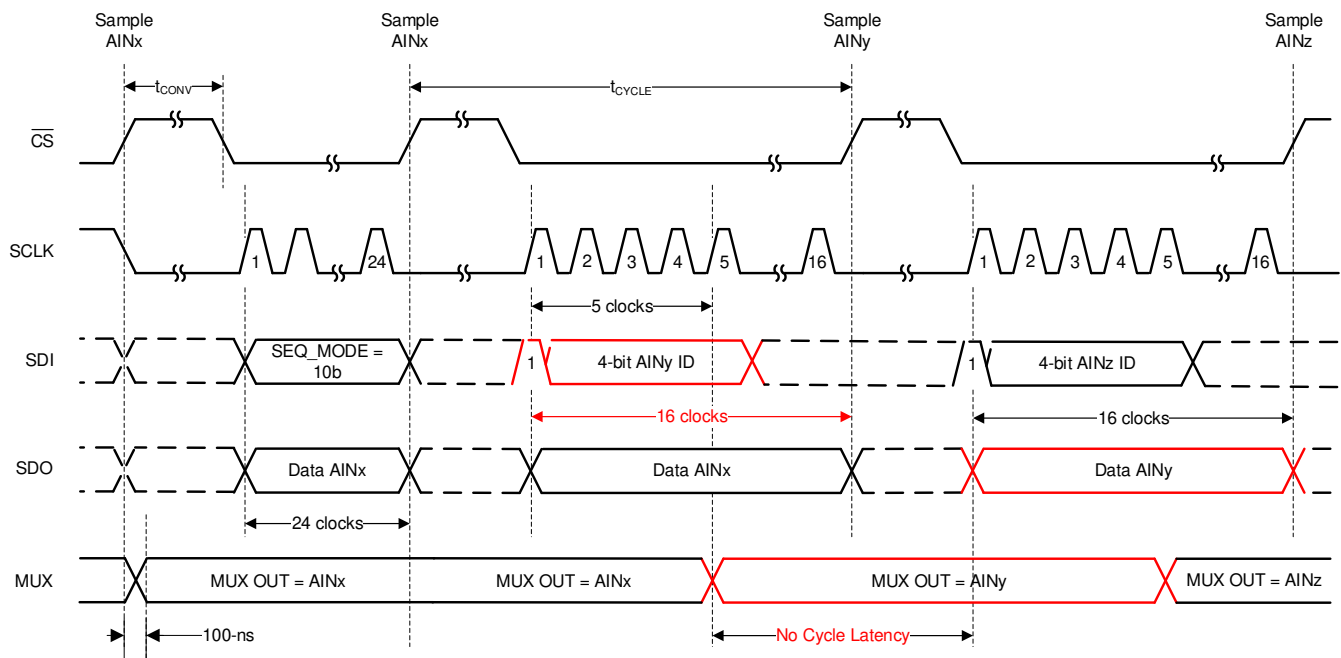 Sample
AINx
Sample
AINx
Sample
AINy
Sample
AINz
tCONV
tCYCLE
CS
SCLK
1
24
1
2
3
4
5
16
1
2
3
4
5
16
5 clocks
SDI
SEQ_MODE =
10b
1
4-bit AINy ID
1
4-bit AINz ID
16 clocks
16 clocks
SDO
Data AINx
Data AINx
Data AINy
24 clocks
MUX
MUX OUT = AINx
MUX OUT = AINx
MUX OUT = AINy
MUX OUT = AINz
100-ns
No Cycle Latency